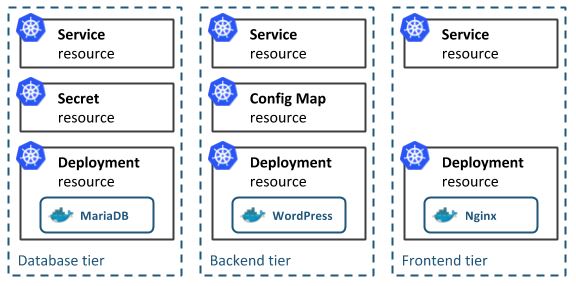 Service
resource
Secret
resource
Deployment
resource
MariaDB
Database tier
Service
resource
Config Map
resource
Deployment
resource
WordPress
Backend tier
Service
resource
Deployment
resource
Nginx
Frontend tier